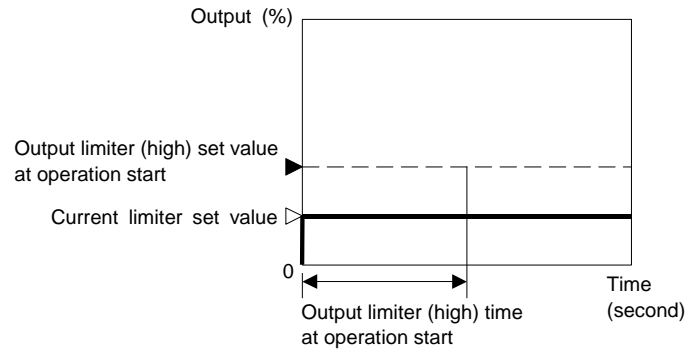 Output (%)
Output limiter (high) set value
at operation start
Current limiter set value
0
Time
(second)
Output limiter (high) time
at operation start